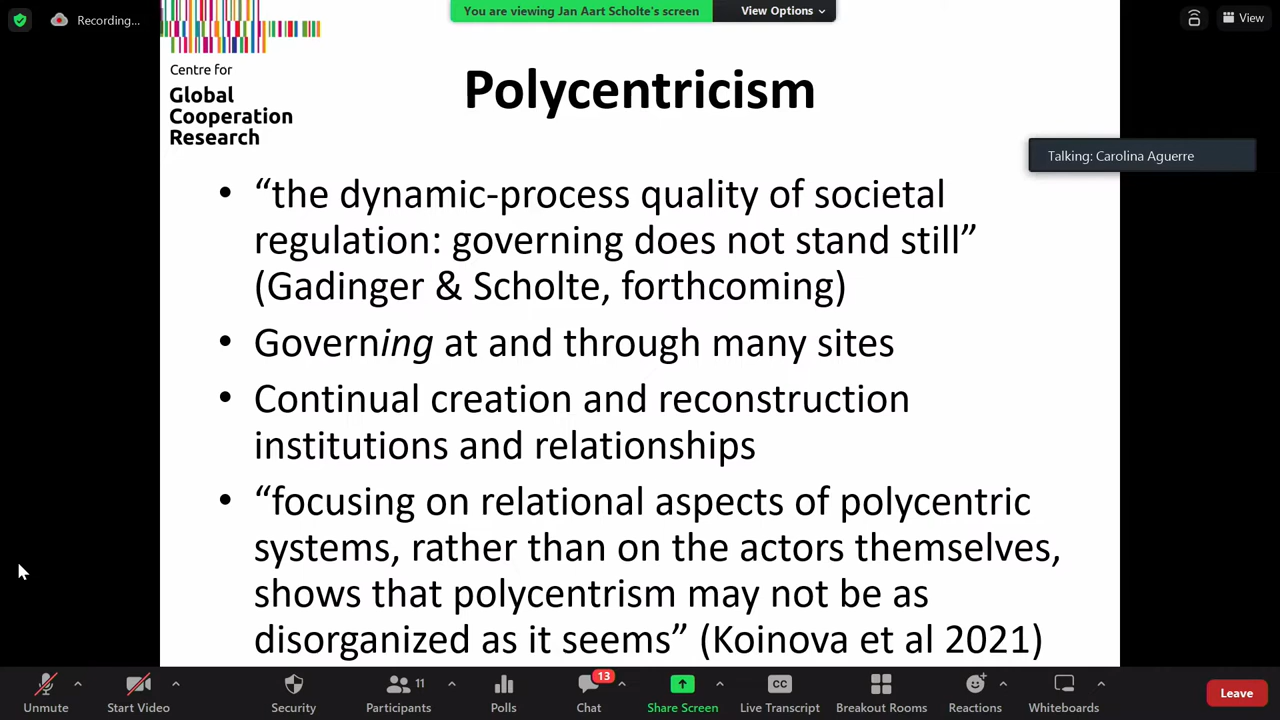 Recording...
You are viewing Jan Aart Scholte's screen
View Options
View
Centre for
Global
Cooperation
Research
Polycentricism
Talking: Carolina Aguerre
• “the dynamic-process quality of societal
regulation: governing does not stand still”
(Gadinger & Scholte, forthcoming)
• Governing at and through many sites
• Continual creation and reconstruction
institutions and relationships
• “focusing on relational aspects of polycentric
systems, rather than on the actors themselves,
shows that polycentrism may not be as
disorganized as it seems” (Koinova et al 2021)
Unmute
Start Video
Security
11
Participants
Polls
13
Chat
Share Screen
CC
Live Transcript
Breakout Rooms
Reactions
Whiteboards
Leave